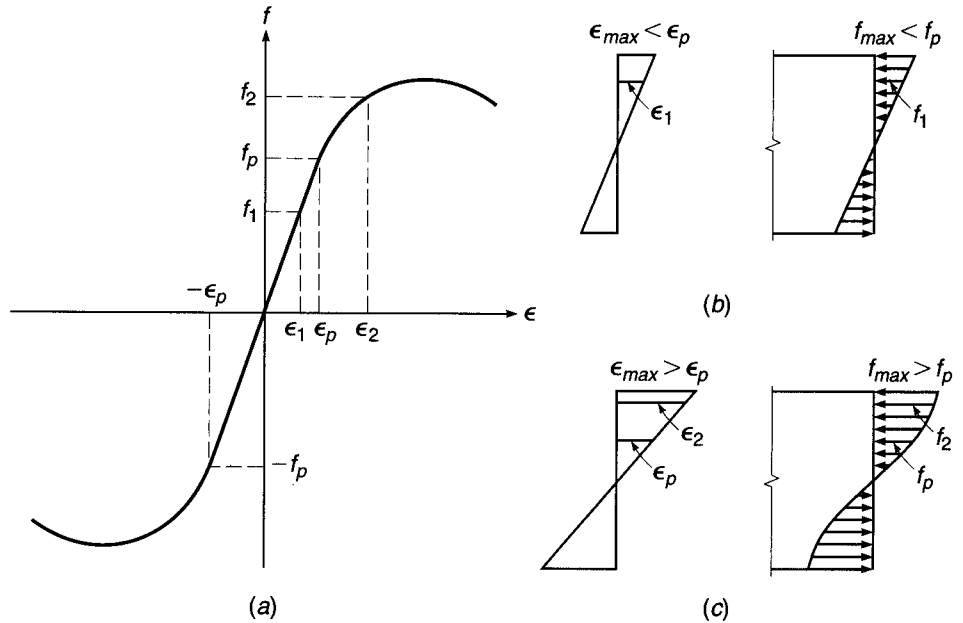 f
f2
fp
f1
−ϵp
ϵ1
ϵp
ϵ2
ϵ
−fp
(a)
ϵmax < ϵp
ϵ1
fmax < fp
f1
(b)
ϵmax > ϵp
ϵ2
ϵp
fmax > fp
f2
fp
(c)